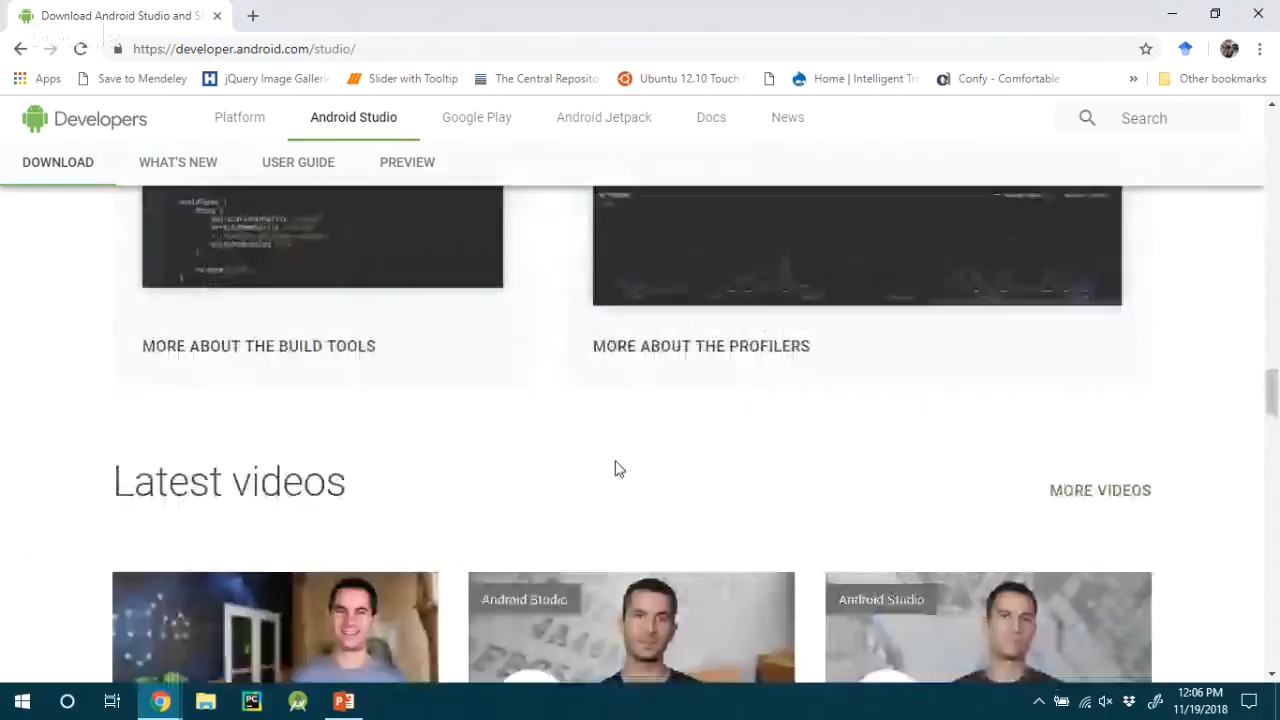 Download Android Studio and S
https://developer.android.com/studio/
Apps
Save to Mendeley
jQuery Image Galleri
Slider with Tooltip
The Central Reposito
Ubuntu 12.10 Touch
Home | Intelligent Tra
Confy - Comfortable
»
Other bookmarks
Developers
Platform
Android Studio
Google Play
Android Jetpack
Docs
News
Search
DOWNLOAD
WHAT'S NEW
USER GUIDE
PREVIEW
MORE ABOUT THE BUILD TOOLS
MORE ABOUT THE PROFILERS
Latest videos
MORE VIDEOS
Android Studio
Android Studio
PC
12:06 PM
11/19/2018